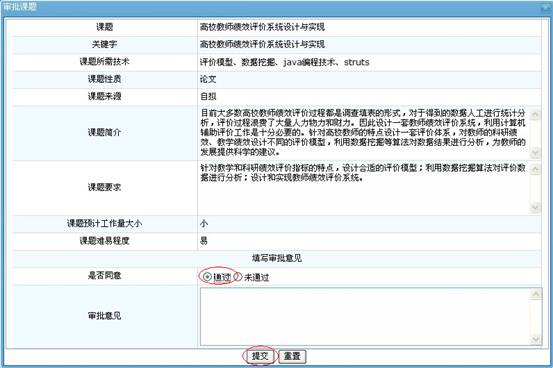 审批课题
课题 高校教师绩效评价系统设计与实现
关键字 高校教师绩效评价系统设计与实现
课题所需技术 评价模型、数据挖掘、java编程技术、struts
课题性质 论文
课题来源 自拟
课题简介 目前大多数高校教师绩效评价过程都是调查填表的形式，对于得到的数据人工进行统计分
析，评价过程浪费了大量人力物力和财力。因此设计一套教师绩效评价系统，利用计算机
辅助评价工作是十分必要的。针对高校教师的特点设计一套评价体系，对教师的科研绩
效、教学绩效设计不同的评价模型，利用数据挖掘等算法对数据结果进行分析，为教师的
发展提供科学的建议。
课题要求 针对教学和科研绩效评价指标的特点，设计合适的评价模型；利用数据挖掘算法对评价数
据进行分析；设计和实现教师绩效评价系统。
课题预计工作量大小 小
课题难易程度 易
填写审批意见
是否同意 通过 未通过
审批意见
提交 重置